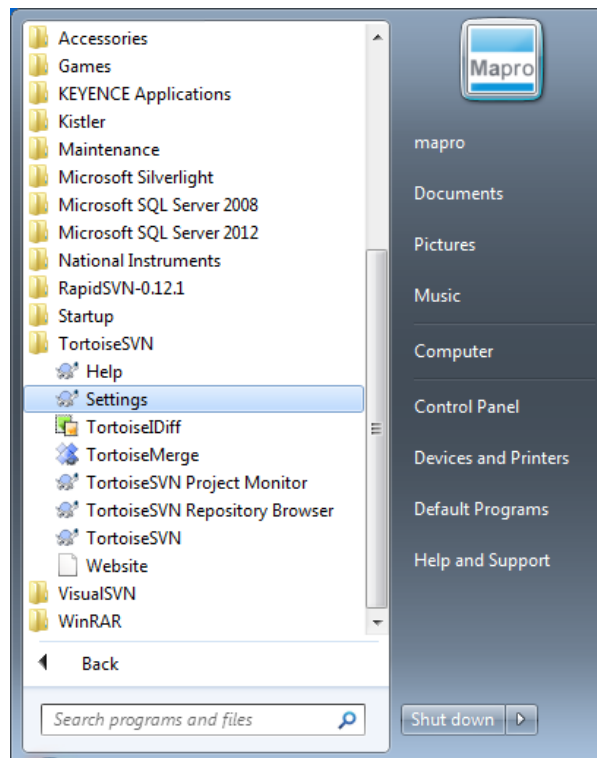 Accessories
Games
KEYENCE Applications
Kistler
Maintenance
Microsoft Silverlight
Microsoft SQL Server 2008
Microsoft SQL Server 2012
National Instruments
RapidSVN-0.12.1
Startup
TortoiseSVN
Help
Settings
TortoiseIDiff
TortoiseMerge
TortoiseSVN Project Monitor
TortoiseSVN Repository Browser
TortoiseSVN
Website
VisualSVN
WinRAR
Back
Search programs and files
Mapro
mapro
Documents
Pictures
Music
Computer
Control Panel
Devices and Printers
Default Programs
Help and Support
Shut down